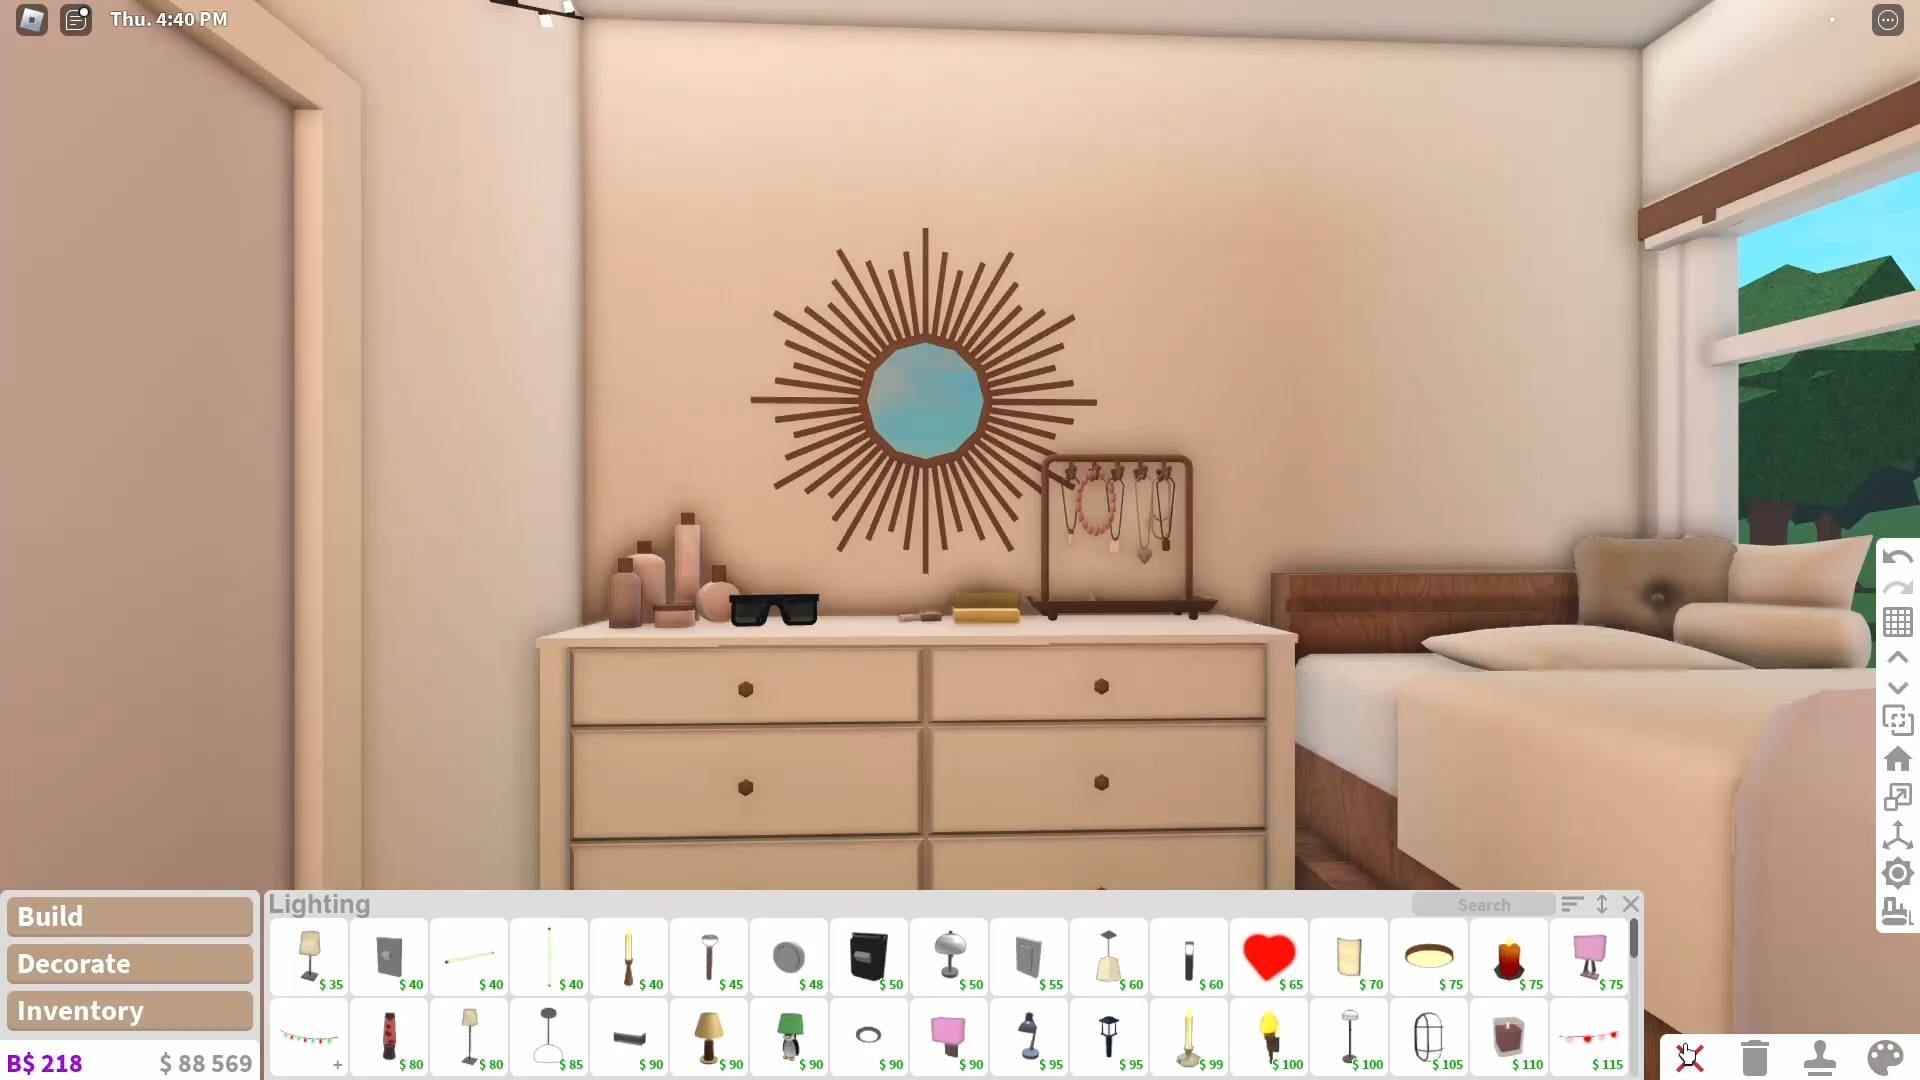 Thu. 4:40 PM
Lighting
Search
Build
Decorate
Inventory
B$ 218
$ 88 569
$ 35 $ 40 $ 40 $ 40 $ 40 $ 45 $ 48 $ 50 $ 50 $ 55 $ 60 $ 60 $ 65 $ 70 $ 75 $ 75 $ 75
+ $ 80 $ 80 $ 85 $ 90 $ 90 $ 90 $ 90 $ 90 $ 95 $ 95 $ 99 $ 100 $ 100 $ 105 $ 110 $ 115